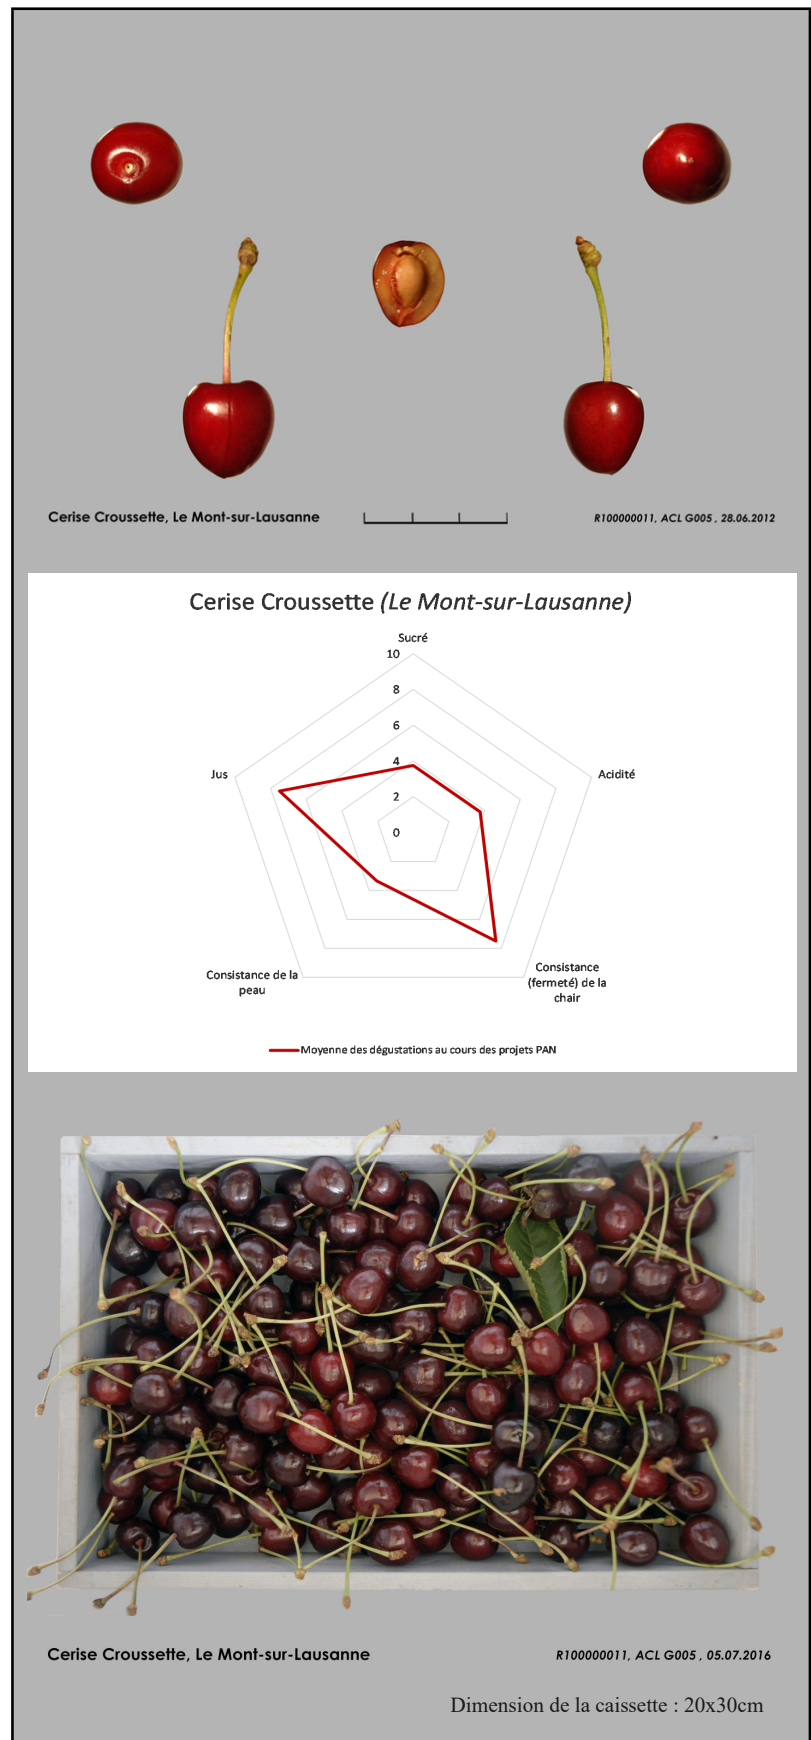 Cerise Croussette, Le Mont-sur-Lausanne
R100000011, ACL G005 , 28.06.2012
Cerise Croussette (Le Mont-sur-Lausanne)
Sucré
10
8
6
4
2
0
Jus
Acidité
Consistance de la
peau
Consistance
(fermeté) de la
chair
Moyenne des dégustations au cours des projets PAN
Cerise Croussette, Le Mont-sur-Lausanne
R100000011, ACL G005 , 05.07.2016
Dimension de la caissette : 20x30cm